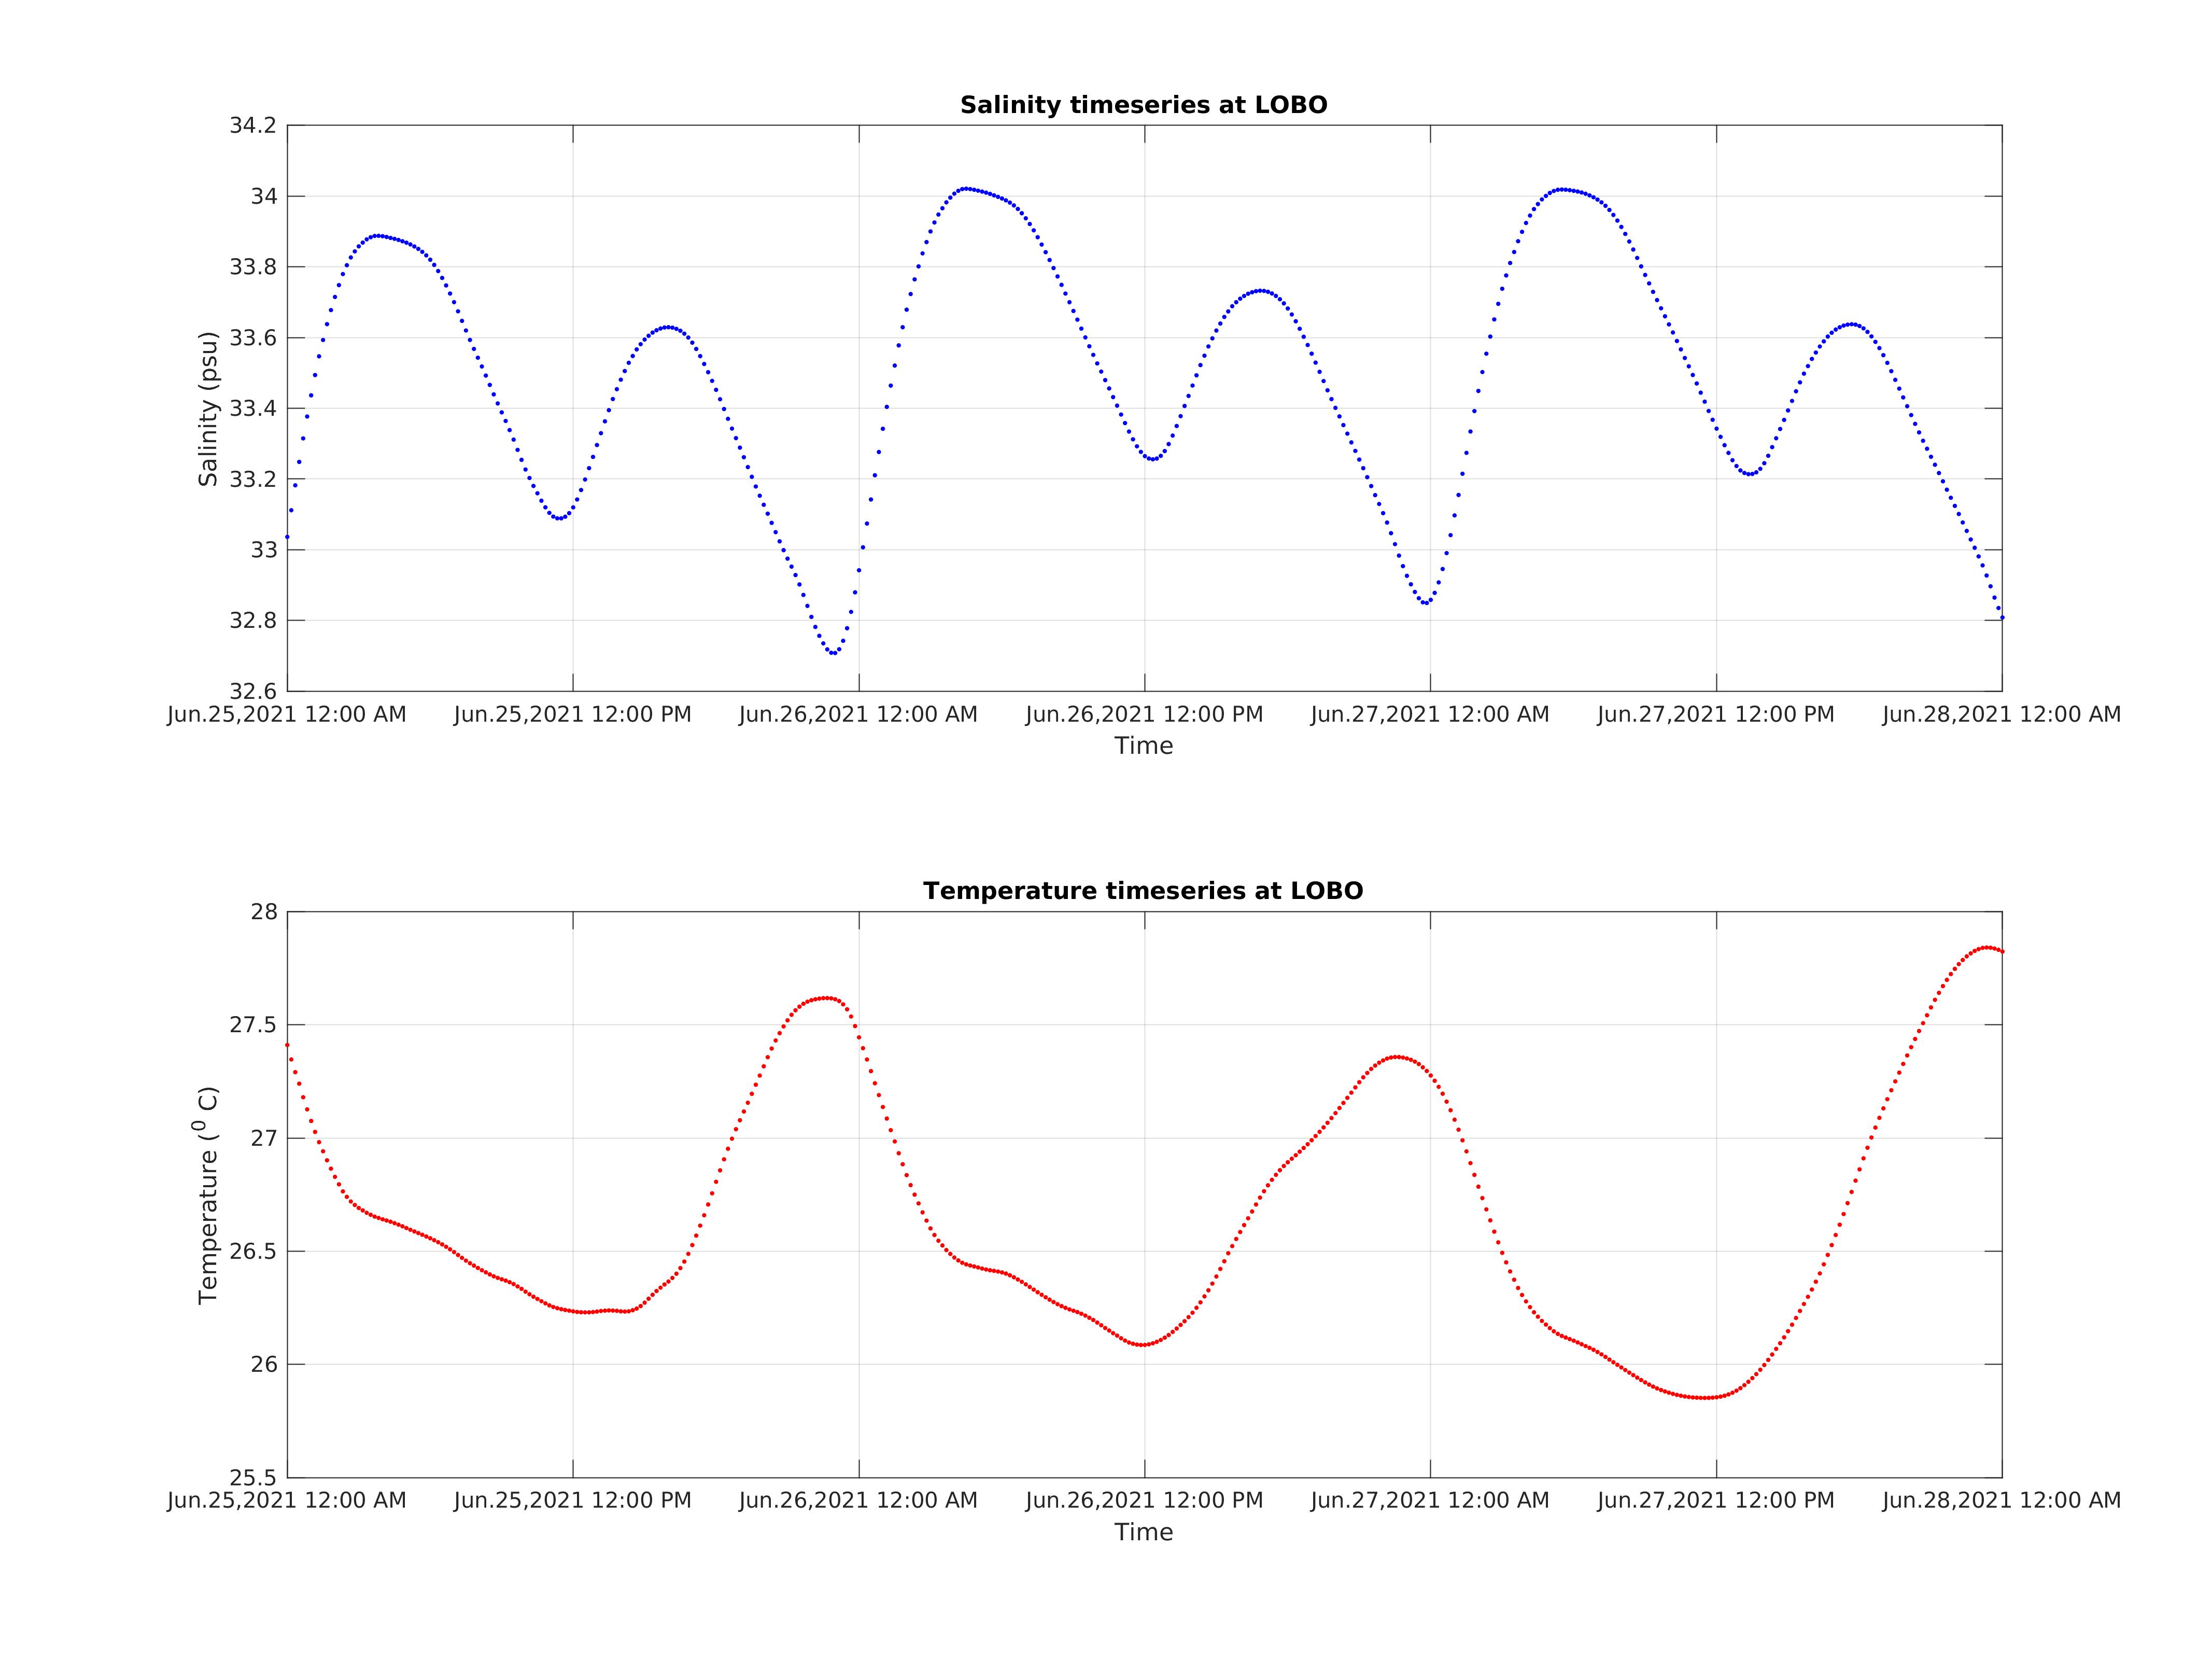 Salinity timeseries at LOBO
34.2
34
33.8
33.6
33.4
33.2
33
32.8
32.6
Salinity (psu)
Jun.25,2021 12:00 AM Jun.25,2021 12:00 PM Jun.26,2021 12:00 AM Jun.26,2021 12:00 PM Jun.27,2021 12:00 AM Jun.27,2021 12:00 PM Jun.28,2021 12:00 AM
Time
Temperature timeseries at LOBO
28
27.5
27
26.5
26
25.5
Temperature (⁰ C)
Jun.25,2021 12:00 AM Jun.25,2021 12:00 PM Jun.26,2021 12:00 AM Jun.26,2021 12:00 PM Jun.27,2021 12:00 AM Jun.27,2021 12:00 PM Jun.28,2021 12:00 AM
Time